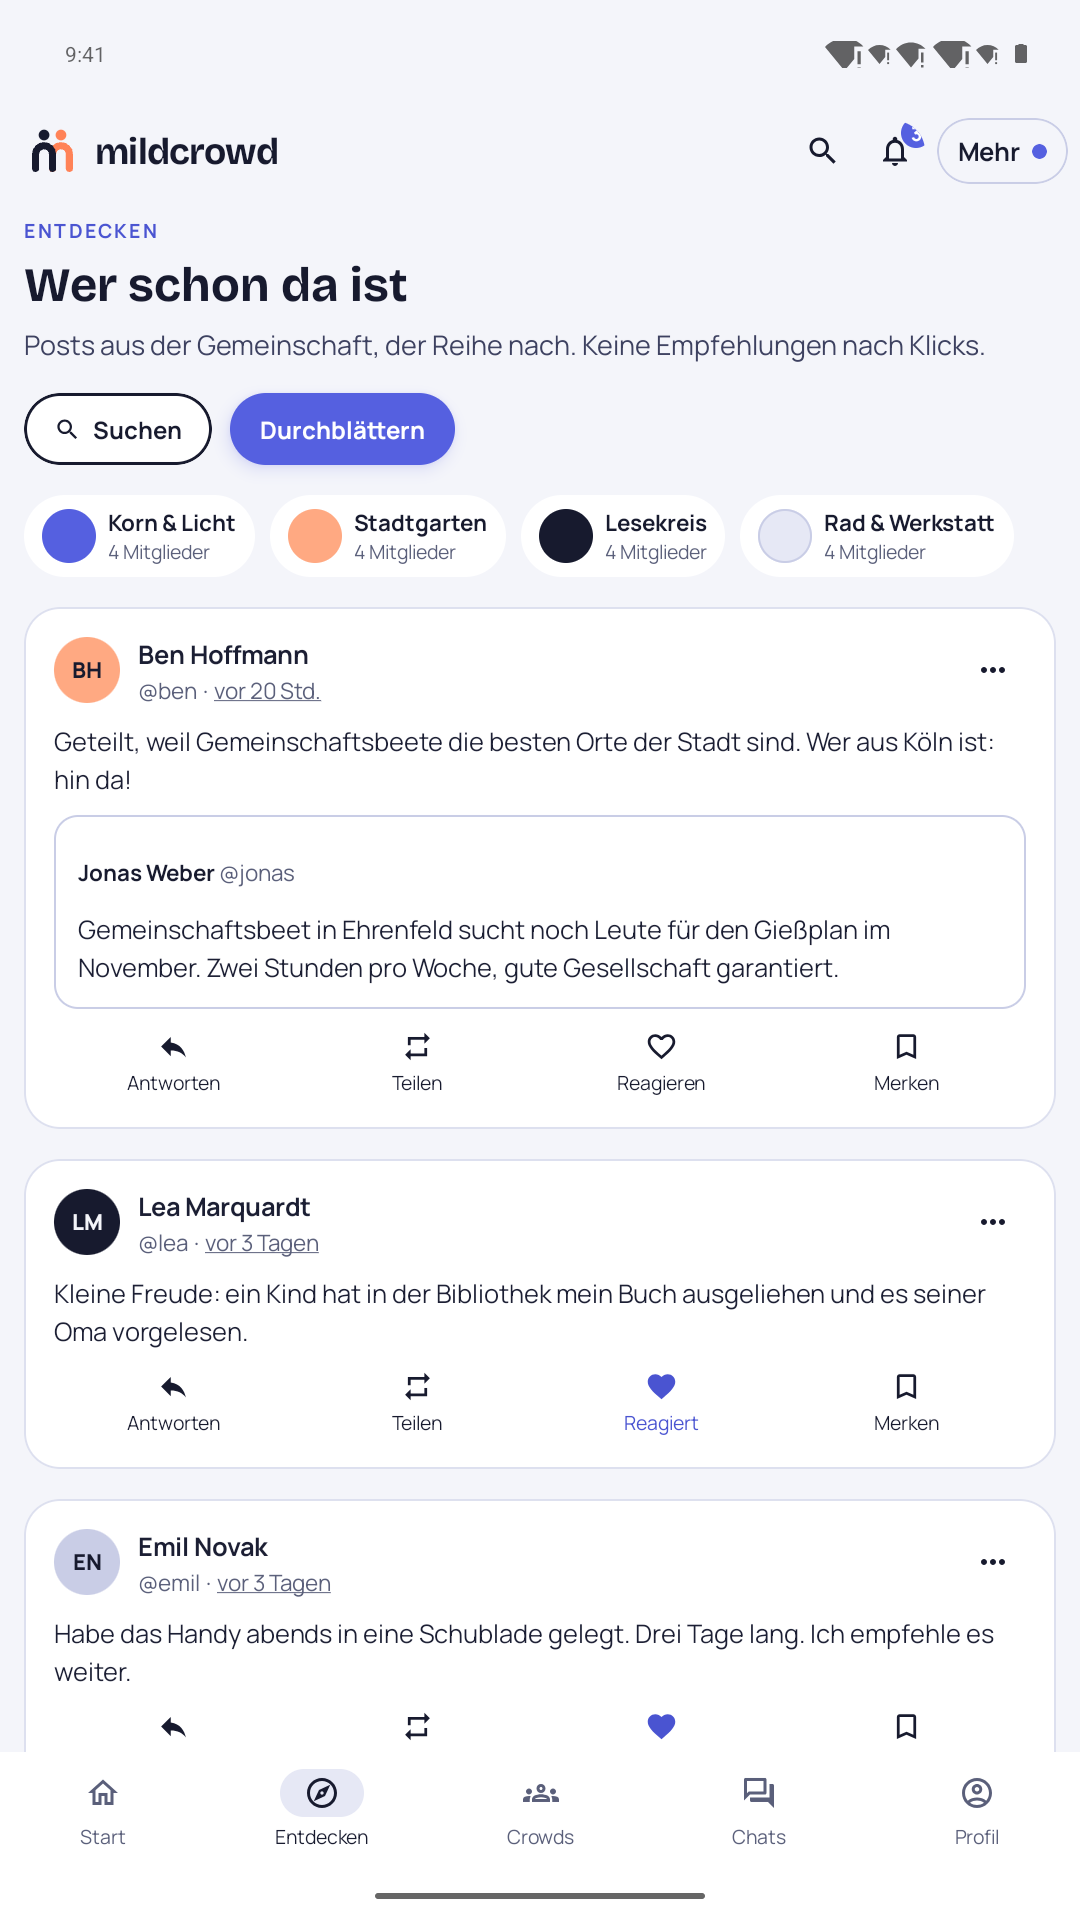 9:41
mildcrowd
3
Mehr
ENTDECKEN
Wer schon da ist
Posts aus der Gemeinschaft, der Reihe nach. Keine Empfehlungen nach Klicks.
Suchen
Durchblättern
Korn & Licht
4 Mitglieder
Stadtgarten
4 Mitglieder
Lesekreis
4 Mitglieder
Rad & Werkstatt
4 Mitglieder
BH
Ben Hoffmann
@ben · vor 20 Std.
Geteilt, weil Gemeinschaftsbeete die besten Orte der Stadt sind. Wer aus Köln ist:
hin da!
Jonas Weber @jonas
Gemeinschaftsbeet in Ehrenfeld sucht noch Leute für den Gießplan im
November. Zwei Stunden pro Woche, gute Gesellschaft garantiert.
Antworten
Teilen
Reagieren
Merken
LM
Lea Marquardt
@lea · vor 3 Tagen
Kleine Freude: ein Kind hat in der Bibliothek mein Buch ausgeliehen und es seiner
Oma vorgelesen.
Antworten
Teilen
Reagiert
Merken
EN
Emil Novak
@emil · vor 3 Tagen
Habe das Handy abends in eine Schublade gelegt. Drei Tage lang. Ich empfehle es
weiter.
Start
Entdecken
Crowds
Chats
Profil